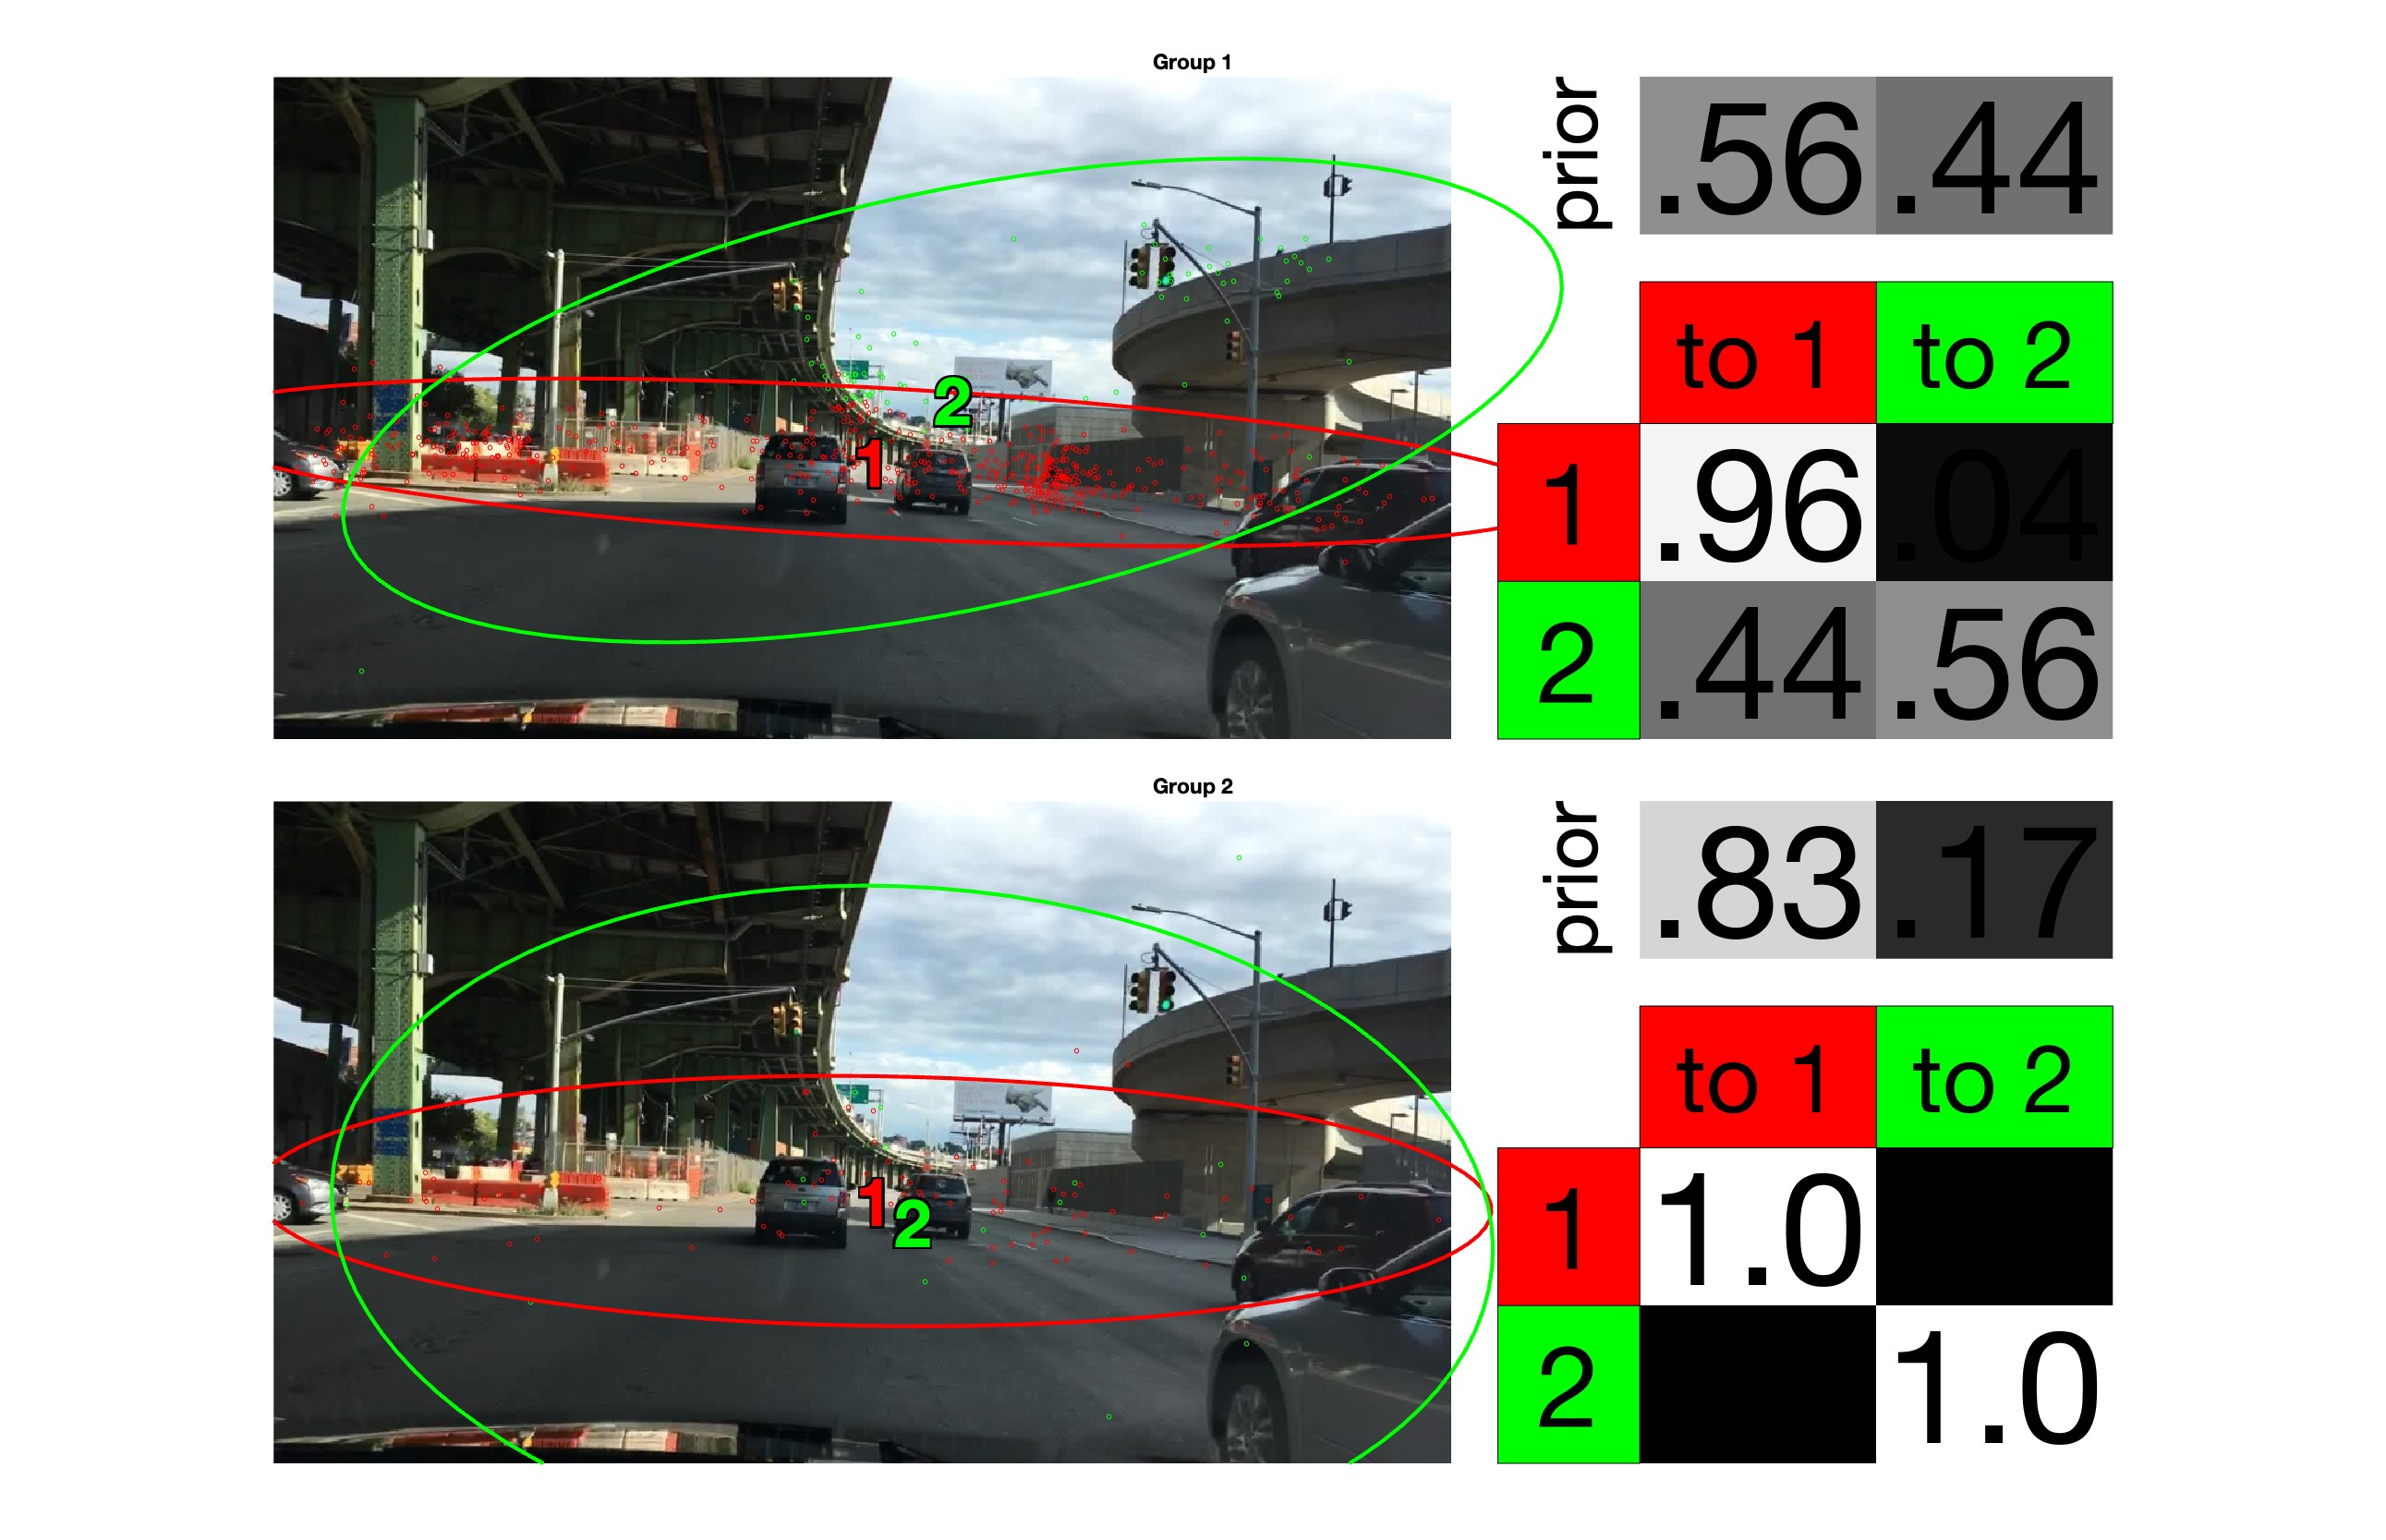 Group 1
prior
.56 .44
to 1 to 2
1 .96 .04
2 .44 .56
2
1
Group 2
prior
.83 .17
to 1 to 2
1 1.0
2 1.0
1
2